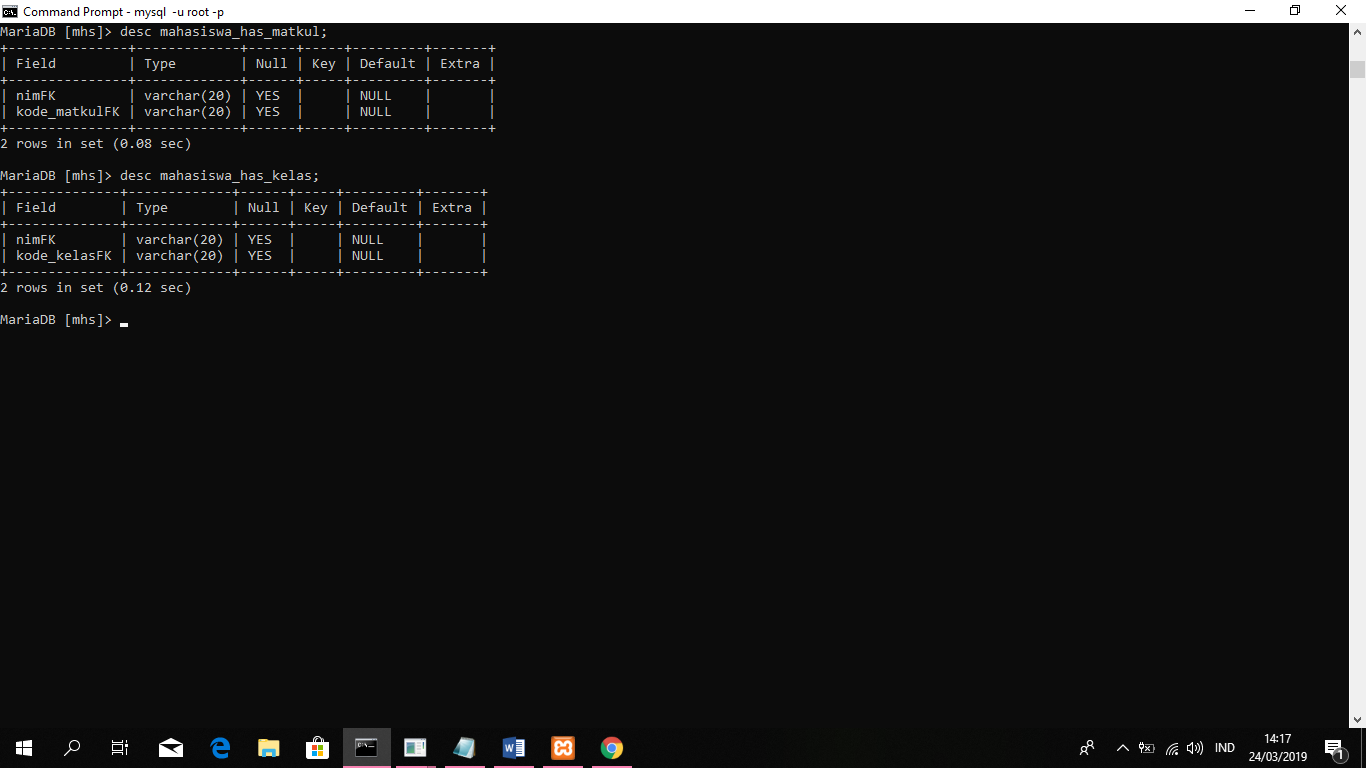 Command Prompt - mysql  -u root -p
MariaDB [mhs]> desc mahasiswa_has_matkul;
+---------------+-------------+------+-----+---------+-------+
| Field         | Type        | Null | Key | Default | Extra |
+---------------+-------------+------+-----+---------+-------+
| nimFK         | varchar(20) | YES  |     | NULL    |       |
| kode_matkulFK | varchar(20) | YES  |     | NULL    |       |
+---------------+-------------+------+-----+---------+-------+
2 rows in set (0.08 sec)
MariaDB [mhs]> desc mahasiswa_has_kelas;
+--------------+-------------+------+-----+---------+-------+
| Field        | Type        | Null | Key | Default | Extra |
+--------------+-------------+------+-----+---------+-------+
| nimFK        | varchar(20) | YES  |     | NULL    |       |
| kode_kelasFK | varchar(20) | YES  |     | NULL    |       |
+--------------+-------------+------+-----+---------+-------+
2 rows in set (0.12 sec)
MariaDB [mhs]>
IND
14:17
24/03/2019
1